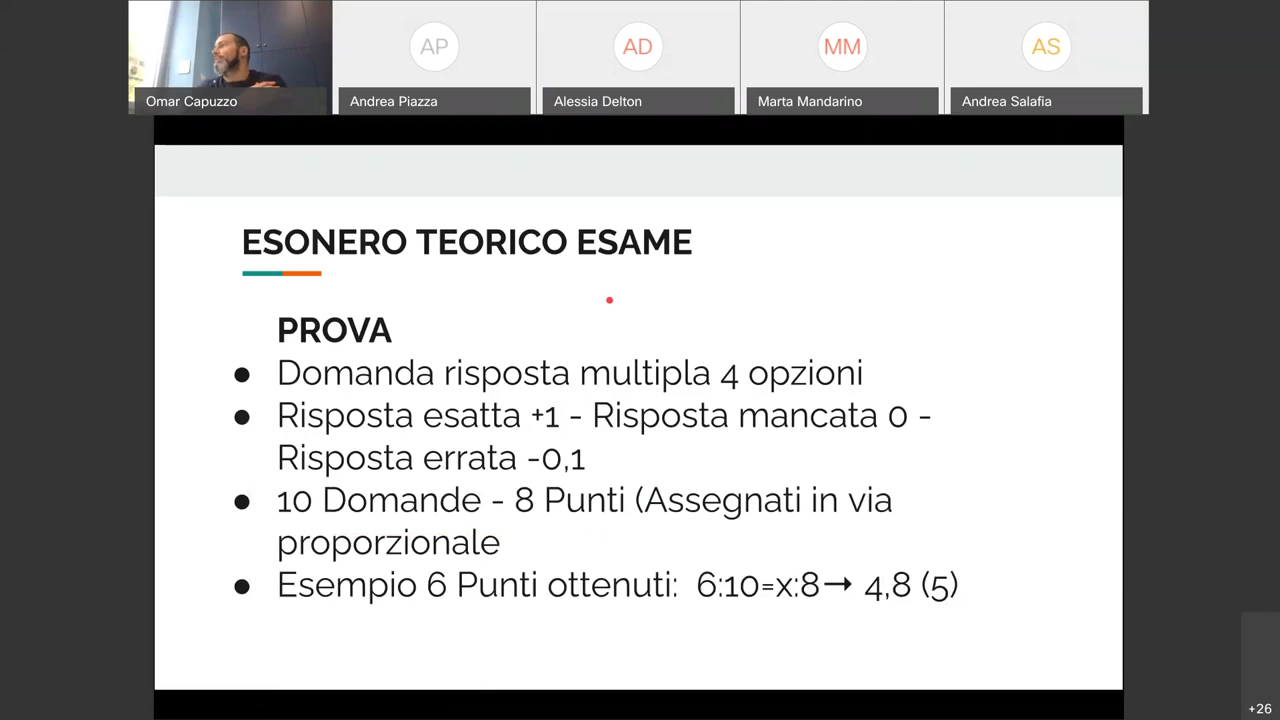 AP
AD
MM
AS
Omar Capuzzo
Andrea Piazza
Alessia Delton
Marta Mandarino
Andrea Salafia
ESONERO TEORICO ESAME
PROVA
● Domanda risposta multipla 4 opzioni
● Risposta esatta +1 - Risposta mancata 0 -
Risposta errata -0,1
● 10 Domande - 8 Punti (Assegnati in via
proporzionale
● Esempio 6 Punti ottenuti: 6:10=x:8→ 4,8 (5)
+26